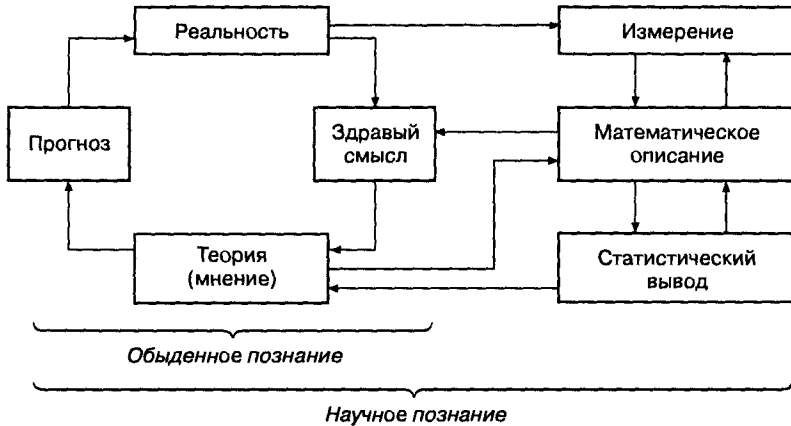 Реальность
Измерение
Прогноз
Здравый
смысл
Математическое
описание
Теория
(мнение)
Статистический
вывод
Обыденное познание
Научное познание